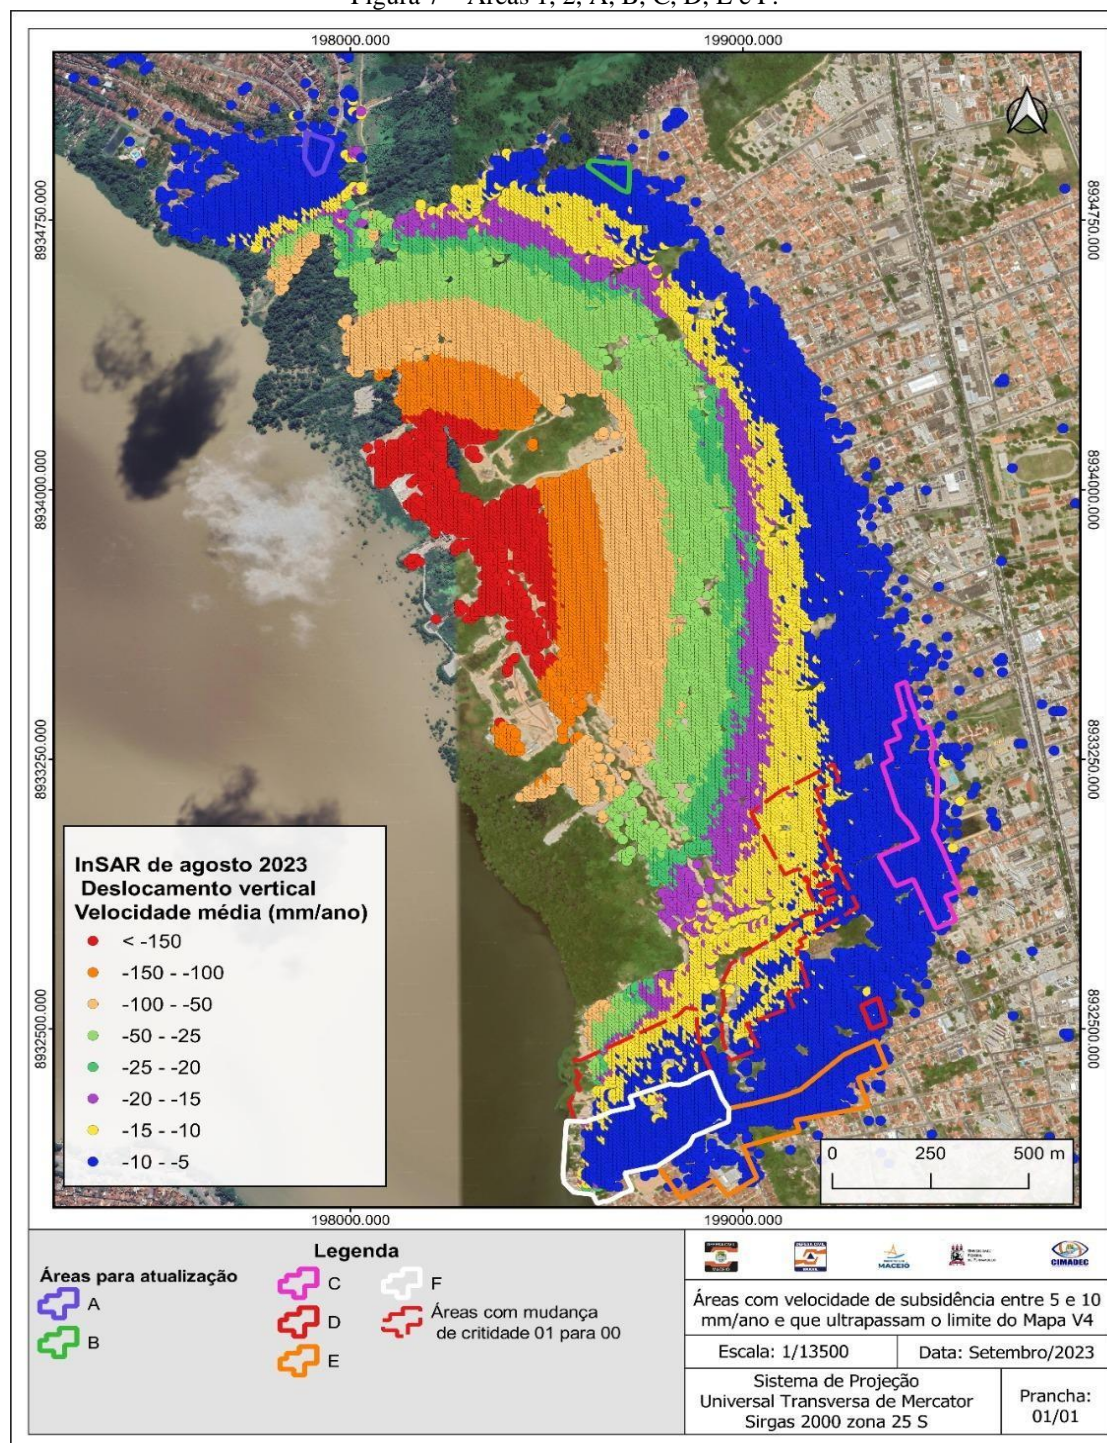 Figura 7 – Áreas 1, 2, A, B, C, D, E e F.
198000.000
199000.000
N
8934750.000
8934750.000
8934000.000
8934000.000
8933250.000
8933250.000
8932500.000
8932500.000
InSAR de agosto 2023
Deslocamento vertical
Velocidade média (mm/ano)
< -150
-150 - -100
-100 - -50
-50 - -25
-25 - -20
-20 - -15
-15 - -10
-10 - -5
0 250 500 m
198000.000
199000.000
Legenda
Áreas para atualização
A
B
C
D
E
F
Áreas com mudança
de critidade 01 para 00
MACEIÓ
CIMADEC
Áreas com velocidade de subsidência entre 5 e 10
mm/ano e que ultrapassam o limite do Mapa V4
Escala: 1/13500
Data: Setembro/2023
Sistema de Projeção
Universal Transversa de Mercator
Sirgas 2000 zona 25 S
Prancha:
01/01